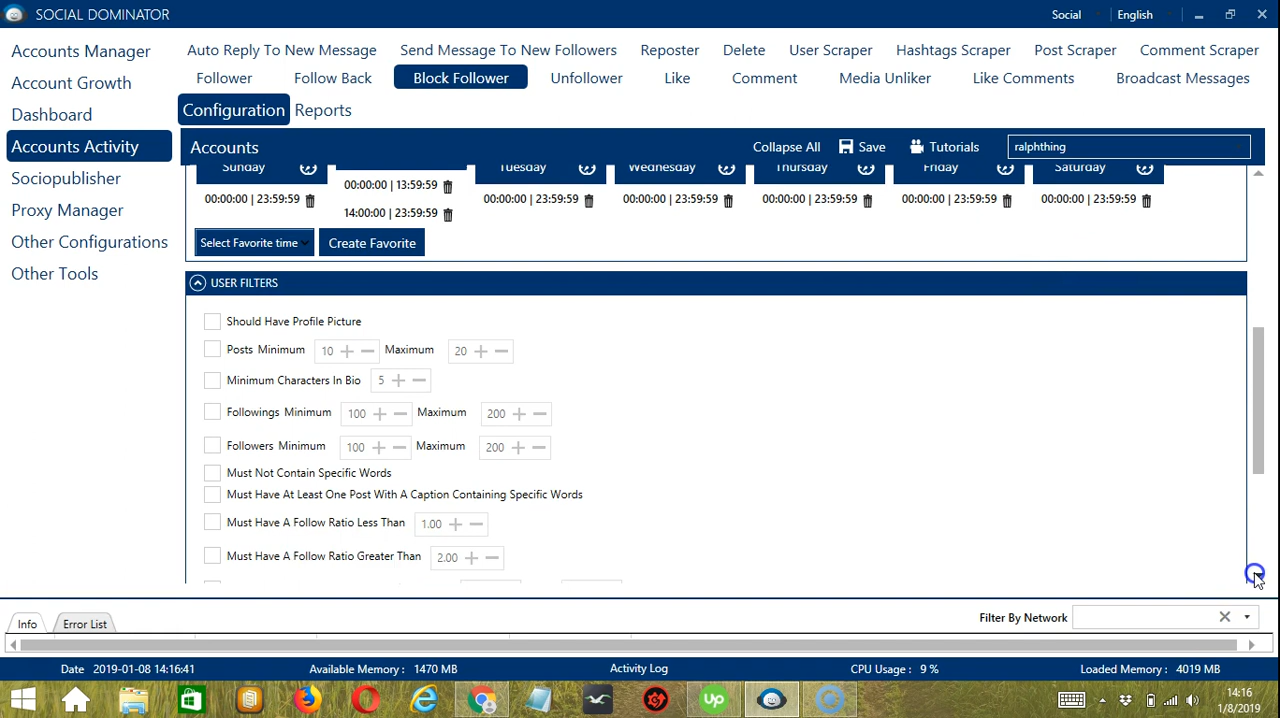 SOCIAL DOMINATOR
Social English
Accounts Manager
Account Growth
Dashboard
Accounts Activity
Sociopublisher
Proxy Manager
Other Configurations
Other Tools
Auto Reply To New Message Send Message To New Followers Reposter Delete User Scraper Hashtags Scraper Post Scraper Comment Scraper
Follower Follow Back Block Follower Unfollower Like Comment Media Unliker Like Comments Broadcast Messages
Configuration Reports
Accounts Collapse All Save Tutorials ralphthing
Sunday Tuesday Wednesday Thursday Friday Saturday
00:00:00 | 23:59:59 00:00:00 | 13:59:59 00:00:00 | 23:59:59 00:00:00 | 23:59:59 00:00:00 | 23:59:59 00:00:00 | 23:59:59 00:00:00 | 23:59:59
14:00:00 | 23:59:59
Select Favorite time Create Favorite
USER FILTERS
Should Have Profile Picture
Posts Minimum 10 Maximum 20
Minimum Characters In Bio 5
Followings Minimum 100 Maximum 200
Followers Minimum 100 Maximum 200
Must Not Contain Specific Words
Must Have At Least One Post With A Caption Containing Specific Words
Must Have A Follow Ratio Less Than 1.00
Must Have A Follow Ratio Greater Than 2.00
Info Error List Filter By Network
Date 2019-01-08 14:16:41 Available Memory : 1470 MB Activity Log CPU Usage : 9 % Loaded Memory : 4019 MB
Up
14:16
1/8/2019